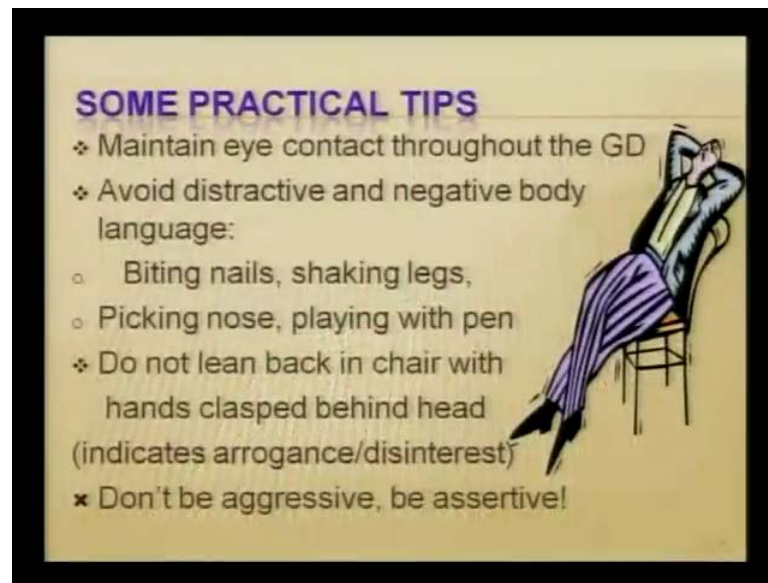 SOME PRACTICAL TIPS
❖ Maintain eye contact throughout the GD
❖ Avoid distractive and negative body
language:
o Biting nails, shaking legs,
o Picking nose, playing with pen
❖ Do not lean back in chair with
hands clasped behind head
(indicates arrogance/disinterest)
× Don't be aggressive, be assertive!